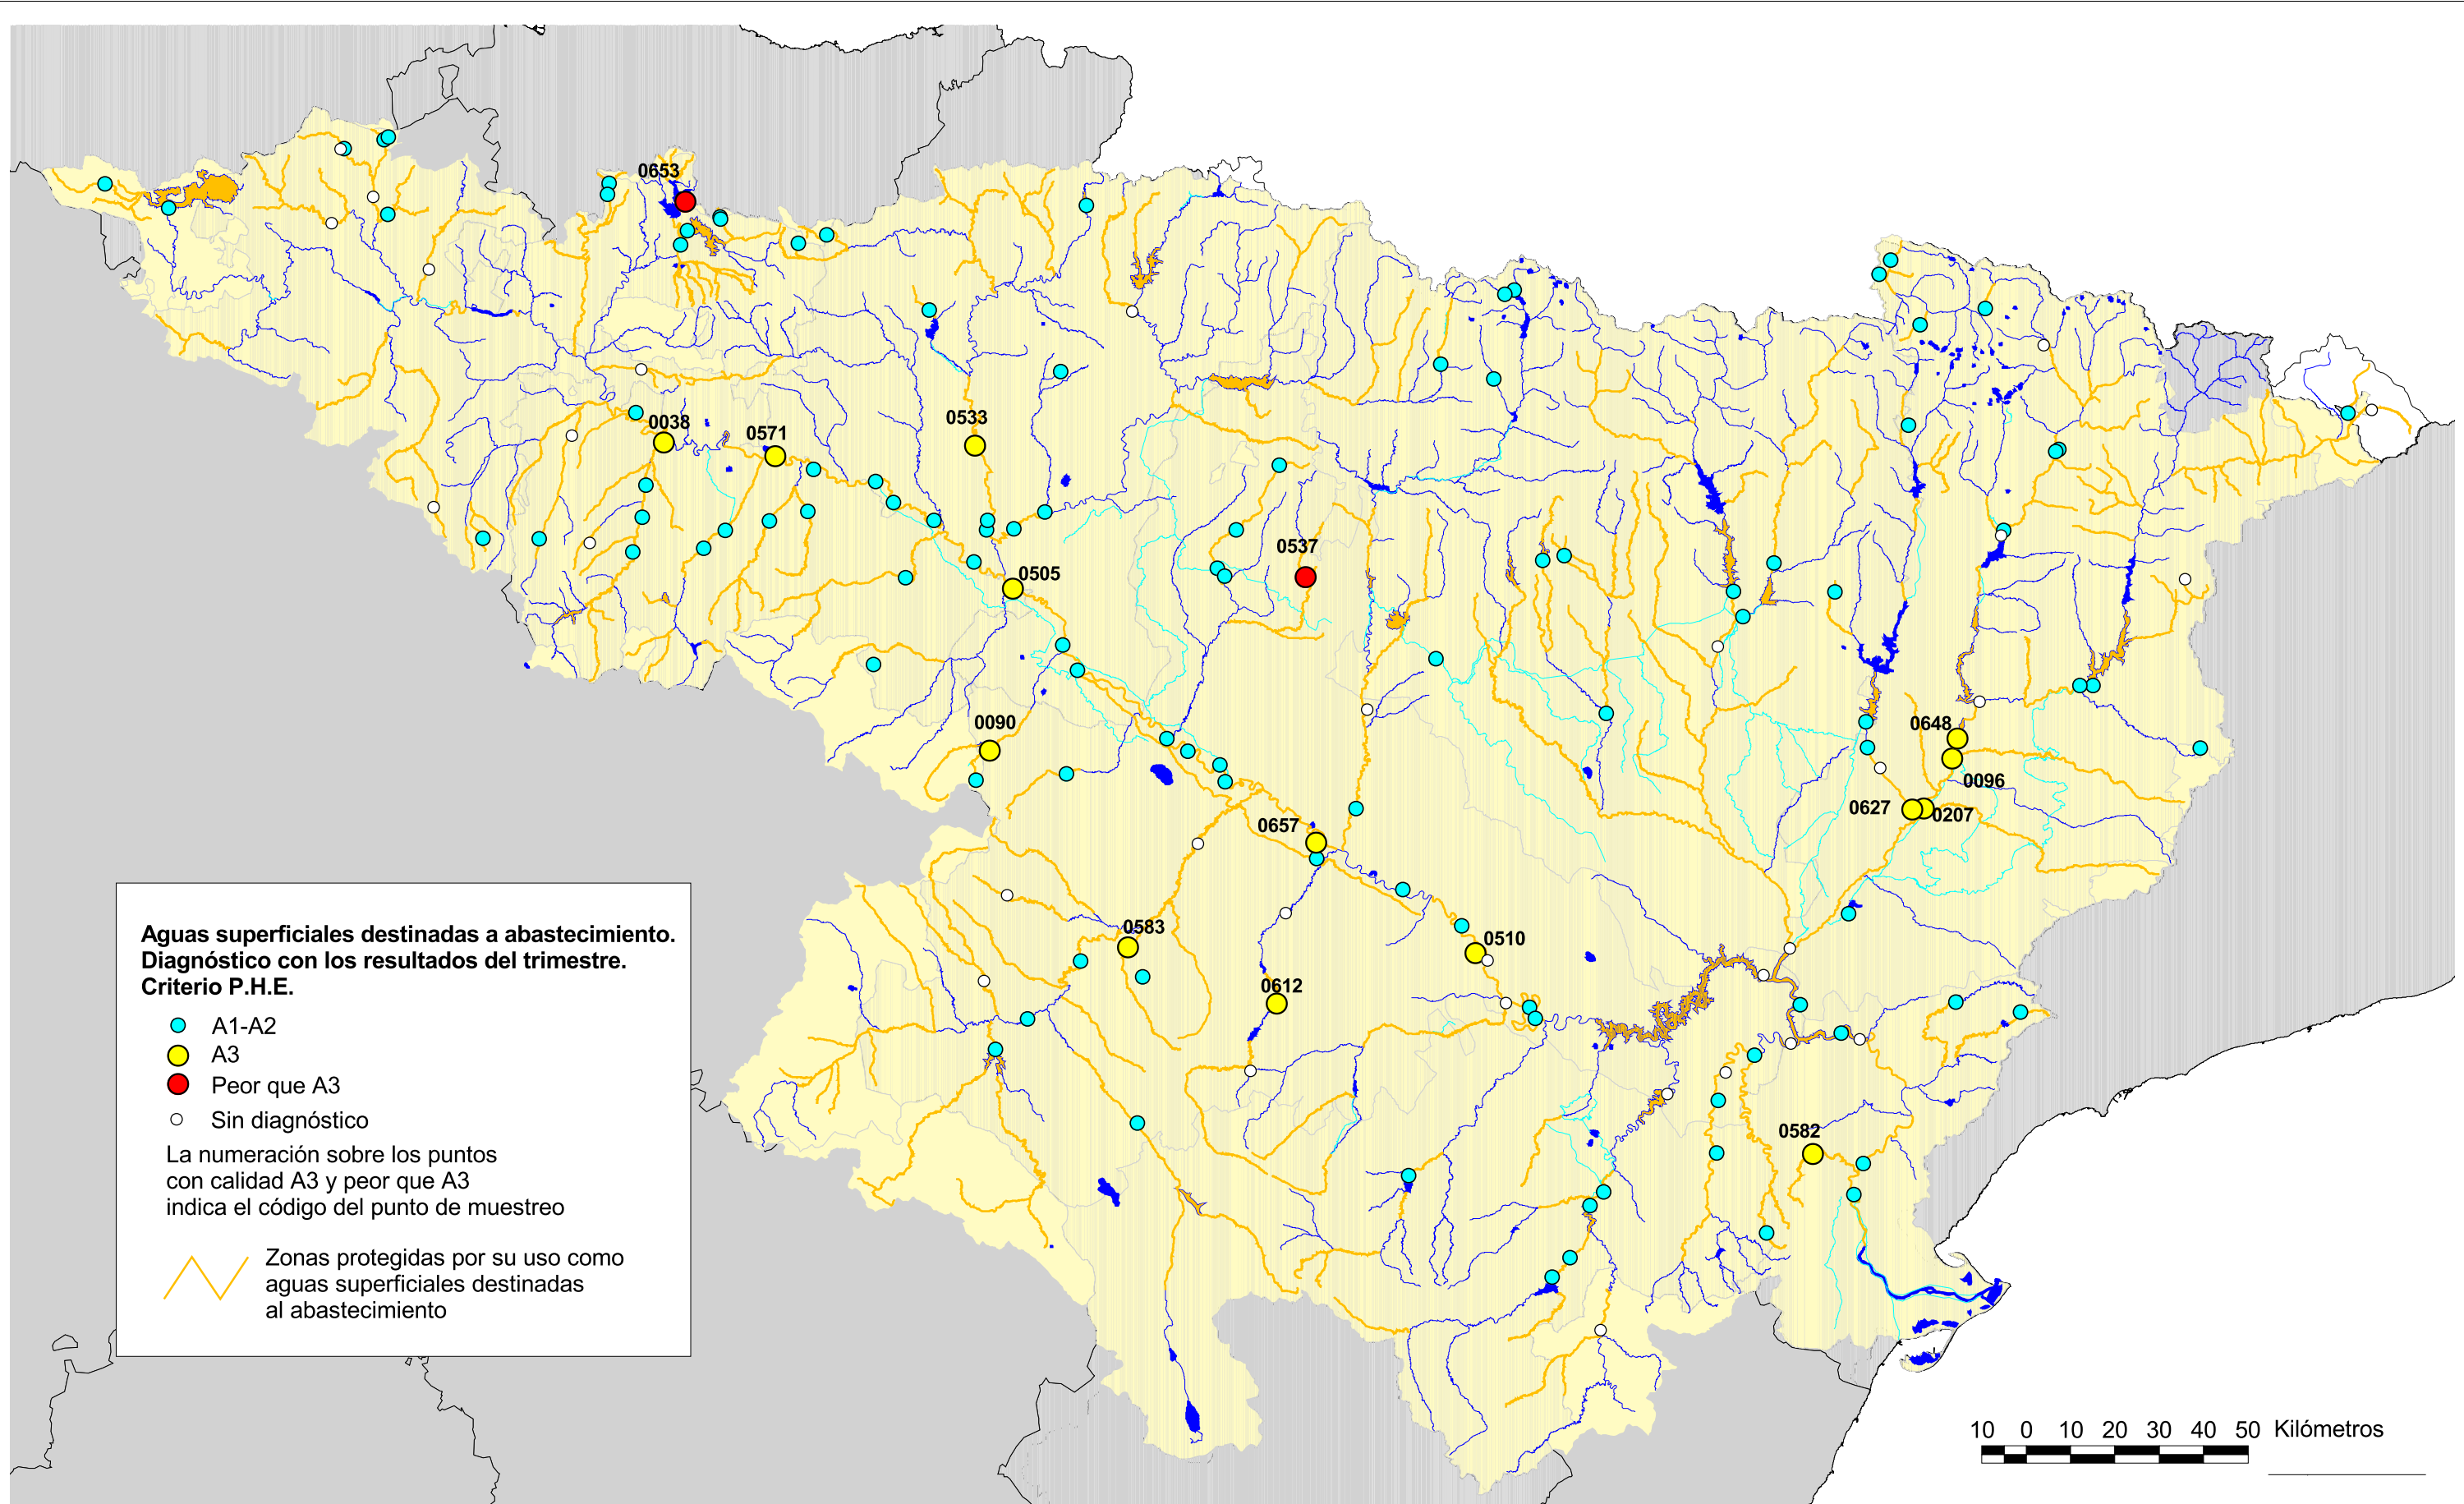 0653
0038
0571
0533
0537
0505
0090
0648
0096
0627
0207
0657
0583
0510
0612
0582
Aguas superficiales destinadas a abastecimiento.
Diagnóstico con los resultados del trimestre.
Criterio P.H.E.
A1-A2
A3
Peor que A3
Sin diagnóstico
La numeración sobre los puntos
con calidad A3 y peor que A3
indica el código del punto de muestreo
Zonas protegidas por su uso como
aguas superficiales destinadas
al abastecimiento
10 0 10 20 30 40 50 Kilómetros